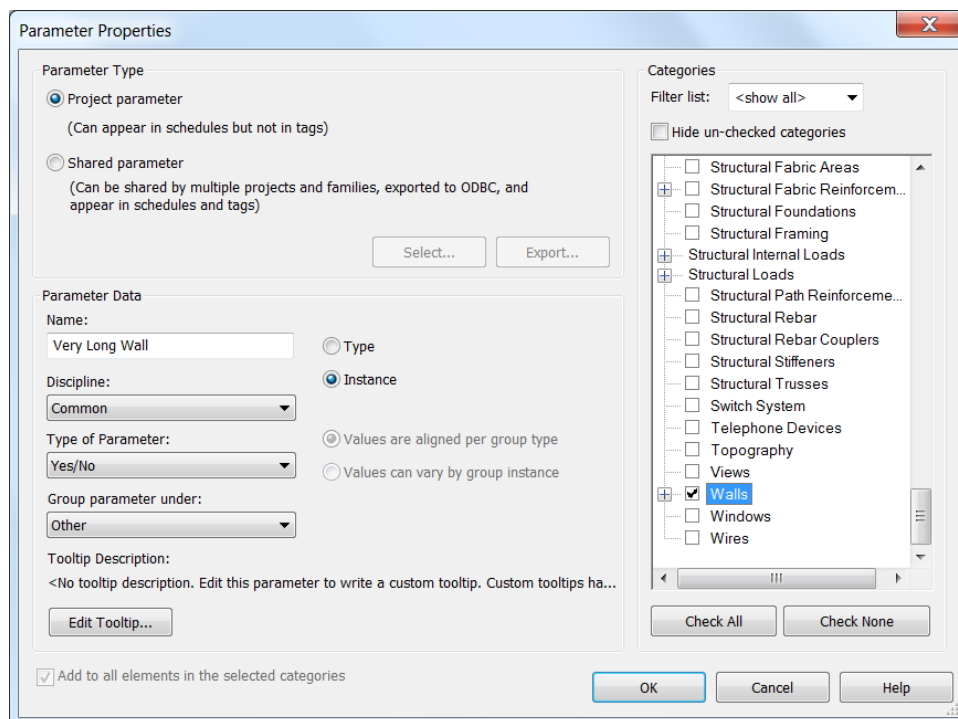 Parameter Properties
Parameter Type
Project parameter
(Can appear in schedules but not in tags)
Shared parameter
(Can be shared by multiple projects and families, exported to ODBC, and
appear in schedules and tags)
Select...
Export...
Parameter Data
Name:
Very Long Wall
Type
Instance
Discipline:
Common
Type of Parameter:
Yes/No
Values are aligned per group type
Values can vary by group instance
Group parameter under:
Other
Tooltip Description:
<No tooltip description. Edit this parameter to write a custom tooltip. Custom tooltips ha...
Edit Tooltip...
Add to all elements in the selected categories
Categories
Filter list:
<show all>
Hide un-checked categories
Structural Fabric Areas
Structural Fabric Reinforcem...
Structural Foundations
Structural Framing
Structural Internal Loads
Structural Loads
Structural Path Reinforceme...
Structural Rebar
Structural Rebar Couplers
Structural Stiffeners
Structural Trusses
Switch System
Telephone Devices
Topography
Views
Walls
Windows
Wires
Check All
Check None
OK
Cancel
Help